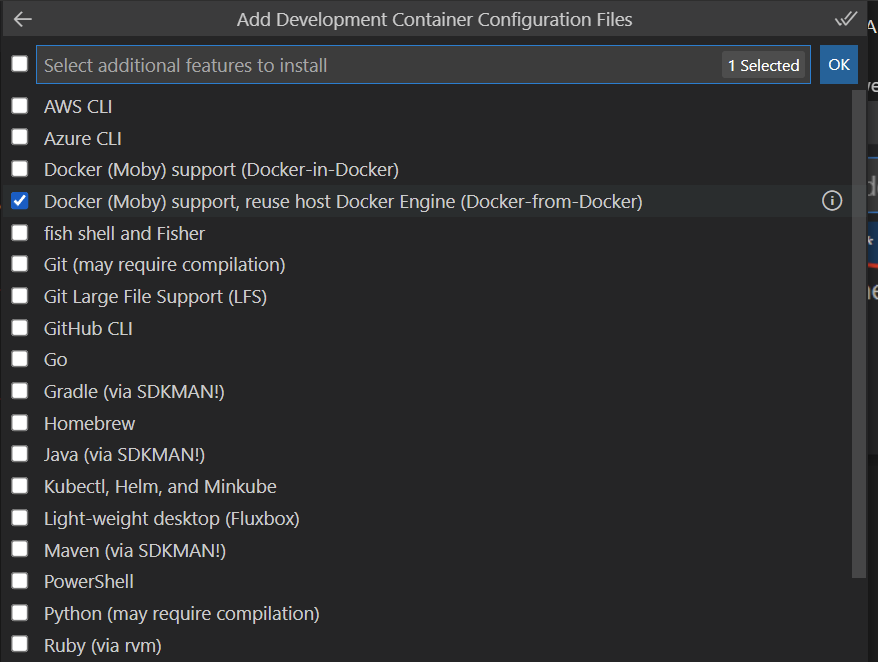 Add Development Container Configuration Files
Select additional features to install
1 Selected
OK
AWS CLI
Azure CLI
Docker (Moby) support (Docker-in-Docker)
Docker (Moby) support, reuse host Docker Engine (Docker-from-Docker)
fish shell and Fisher
Git (may require compilation)
Git Large File Support (LFS)
GitHub CLI
Go
Gradle (via SDKMAN!)
Homebrew
Java (via SDKMAN!)
Kubectl, Helm, and Minkube
Light-weight desktop (Fluxbox)
Maven (via SDKMAN!)
PowerShell
Python (may require compilation)
Ruby (via rvm)